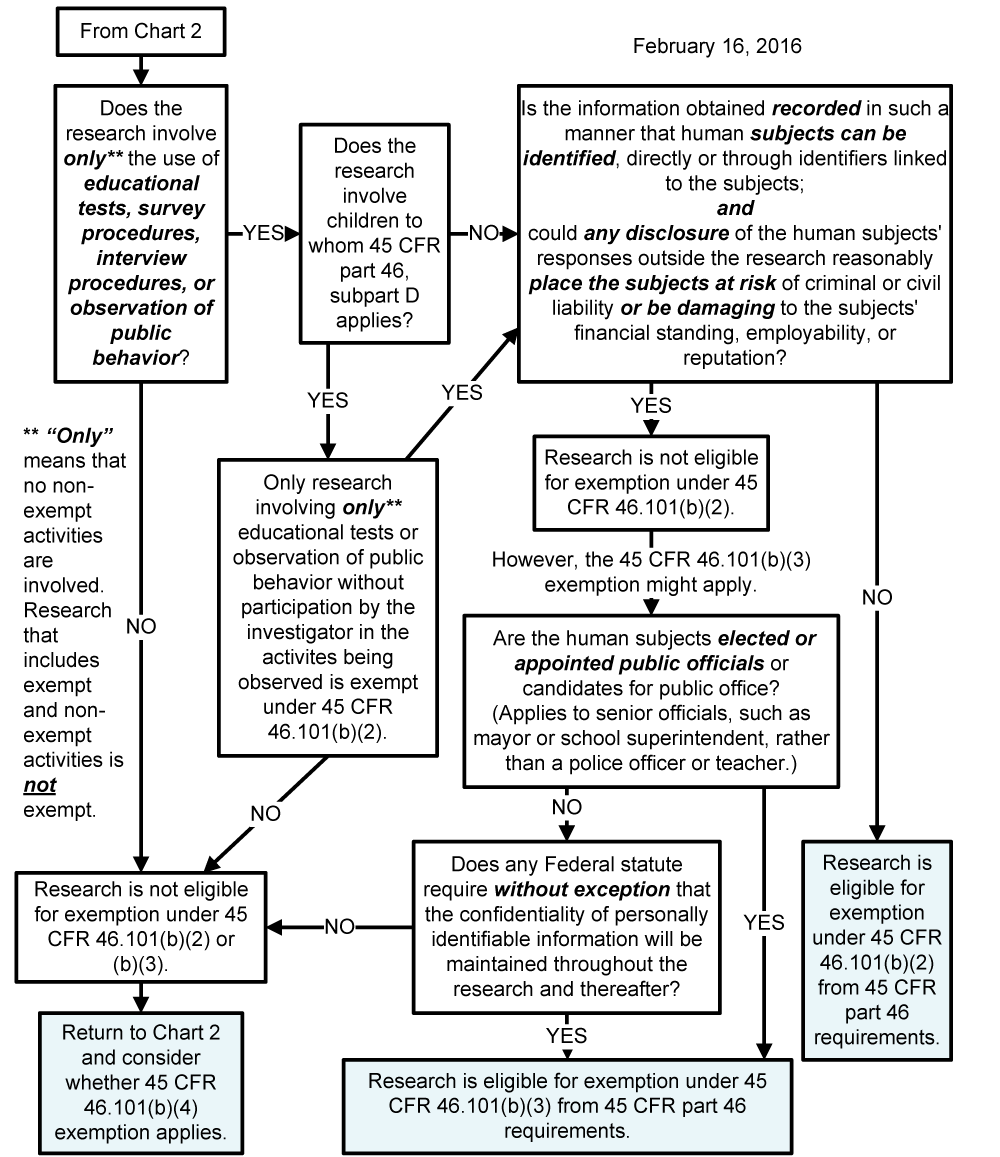 From Chart 2
February 16, 2016
Does the
research involve
only** the use of
educational
tests, survey
procedures,
interview
procedures, or
observation of
public
behavior?
YES
Does the
research
involve
children to
whom 45 CFR
part 46,
subpart D
applies?
NO
Is the information obtained recorded in such a
manner that human subjects can be
identified, directly or through identifiers linked
to the subjects;
and
could any disclosure of the human subjects'
responses outside the research reasonably
place the subjects at risk of criminal or civil
liability or be damaging to the subjects'
financial standing, employability, or
reputation?
YES
YES
YES
NO
NO
** “Only”
means that
no non-
exempt
activities
are
involved.
Research
that
includes
exempt
and non-
exempt
activities is
not
exempt.
Only research
involving only**
educational tests or
observation of public
behavior without
participation by the
investigator in the
activites being
observed is exempt
under 45 CFR
46.101(b)(2).
NO
Research is not eligible
for exemption under 45
CFR 46.101(b)(2).
However, the 45 CFR 46.101(b)(3)
exemption might apply.
Are the human subjects elected or
appointed public officials or
candidates for public office?
(Applies to senior officials, such as
mayor or school superintendent, rather
than a police officer or teacher.)
NO
YES
Does any Federal statute
require without exception that
the confidentiality of personally
identifiable information will be
maintained throughout the
research and thereafter?
NO
YES
Research is not eligible
for exemption under 45
CFR 46.101(b)(2) or
(b)(3).
Return to Chart 2
and consider
whether 45 CFR
46.101(b)(4)
exemption applies.
Research is eligible for exemption under 45
CFR 46.101(b)(3) from 45 CFR part 46
requirements.
Research is
eligible for
exemption
under 45 CFR
46.101(b)(2)
from 45 CFR
part 46
requirements.